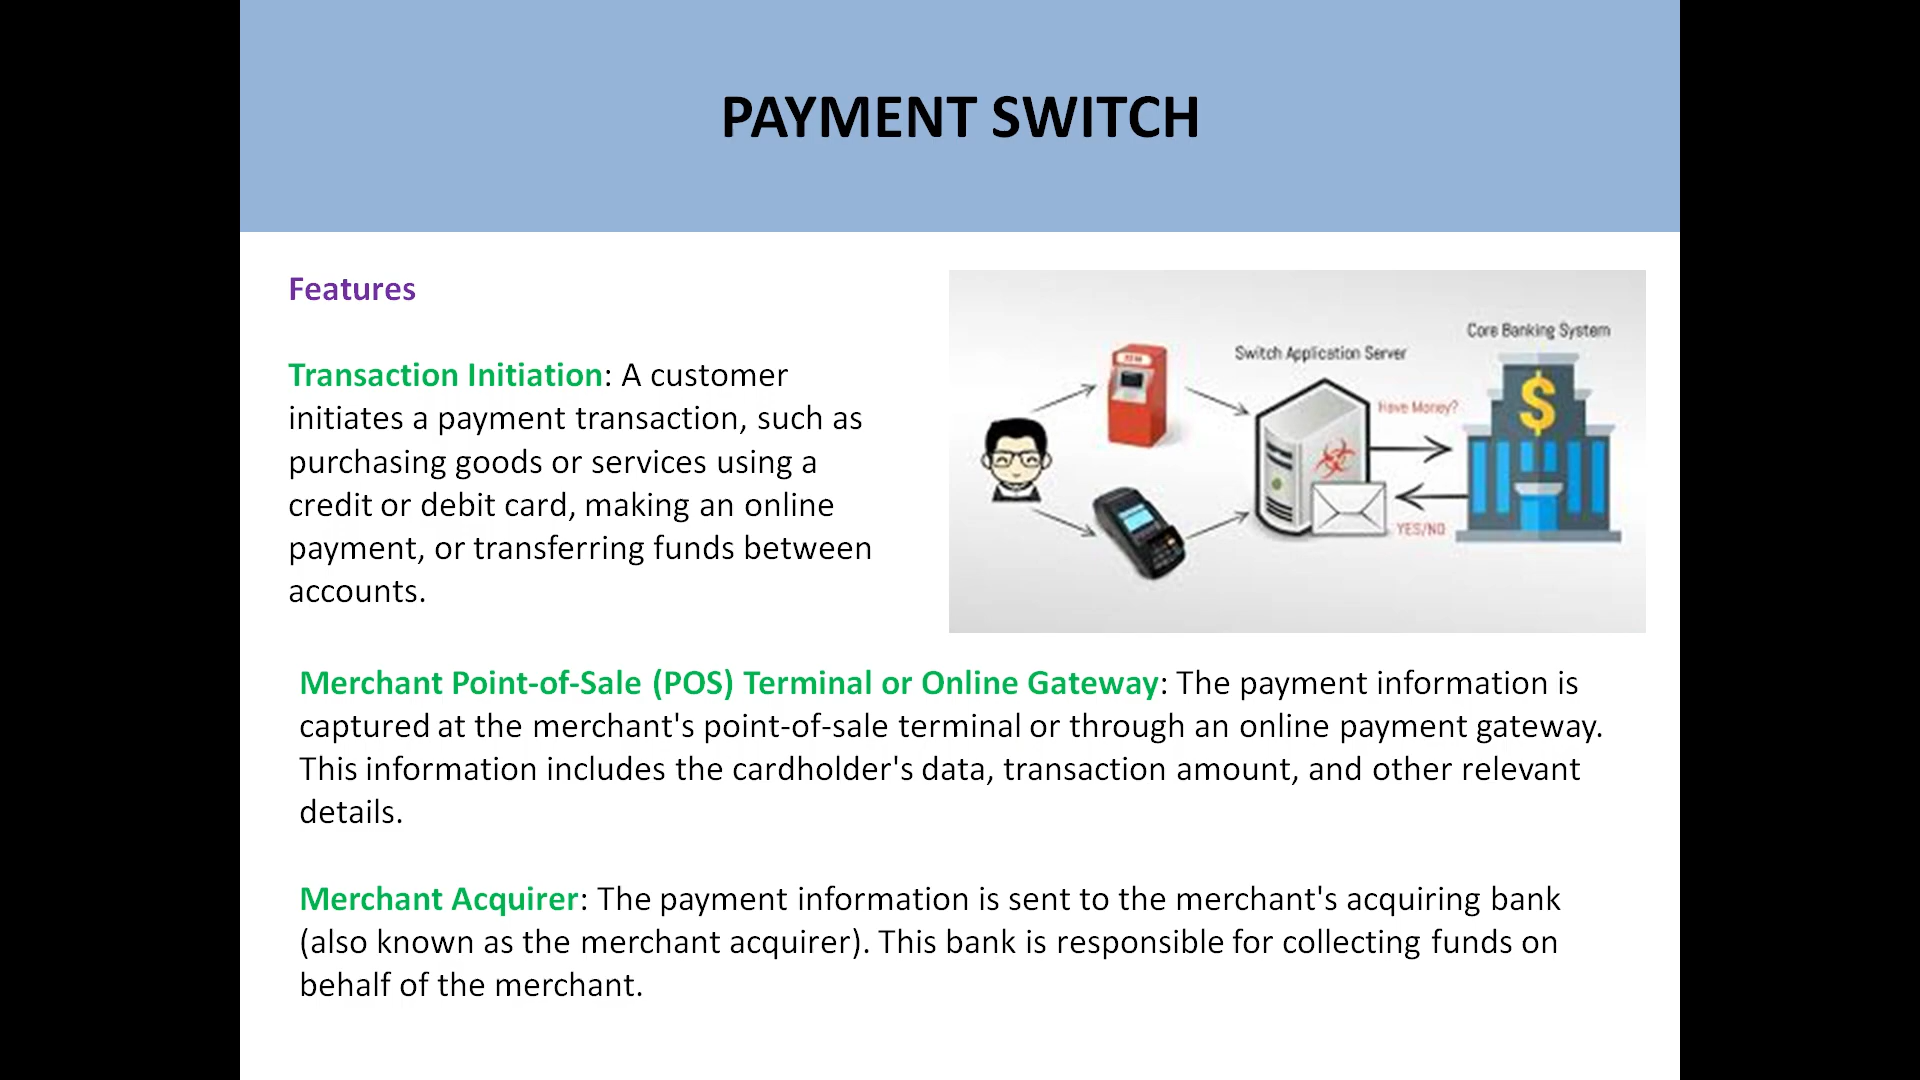 PAYMENT SWITCH
Features
Transaction Initiation: A customer
initiates a payment transaction, such as
purchasing goods or services using a
credit or debit card, making an online
payment, or transferring funds between
accounts.
Core Banking System
Switch Application Server
ATM
Have Money?
YES/NO
Merchant Point-of-Sale (POS) Terminal or Online Gateway: The payment information is
captured at the merchant's point-of-sale terminal or through an online payment gateway.
This information includes the cardholder's data, transaction amount, and other relevant
details.
Merchant Acquirer: The payment information is sent to the merchant's acquiring bank
(also known as the merchant acquirer). This bank is responsible for collecting funds on
behalf of the merchant.